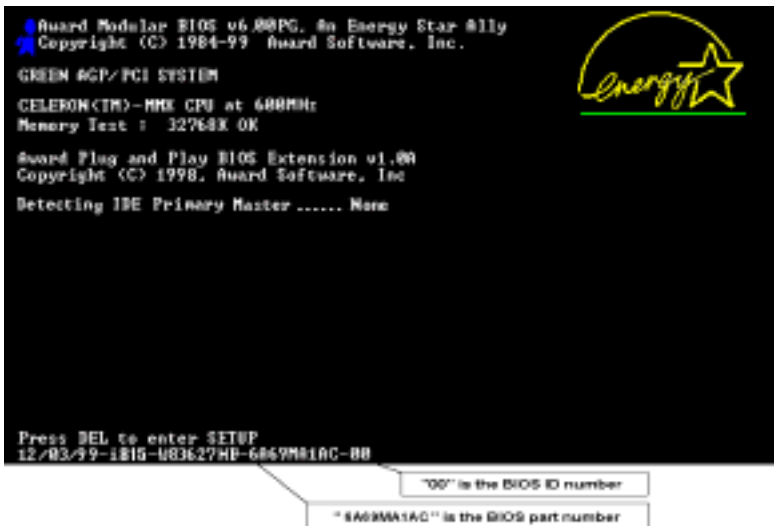 Award Modular BIOS v6.00PG, An Energy Star Ally
Copyright (C) 1984-99 Award Software, Inc.
energy
GREEN AGP/PCI SYSTEM
CELERON(TM)-MMX CPU at 600MHz
Memory Test : 32768K OK
Award Plug and Play BIOS Extension v1.0A
Copyright (C) 1998, Award Software, Inc
Detecting IDE Primary Master ...... None
Press DEL to enter SETUP
12/03/99-i815-W83627HF-6A69MA1AC-00
"00" is the BIOS ID number
"6A69MA1AC" is the BIOS part number